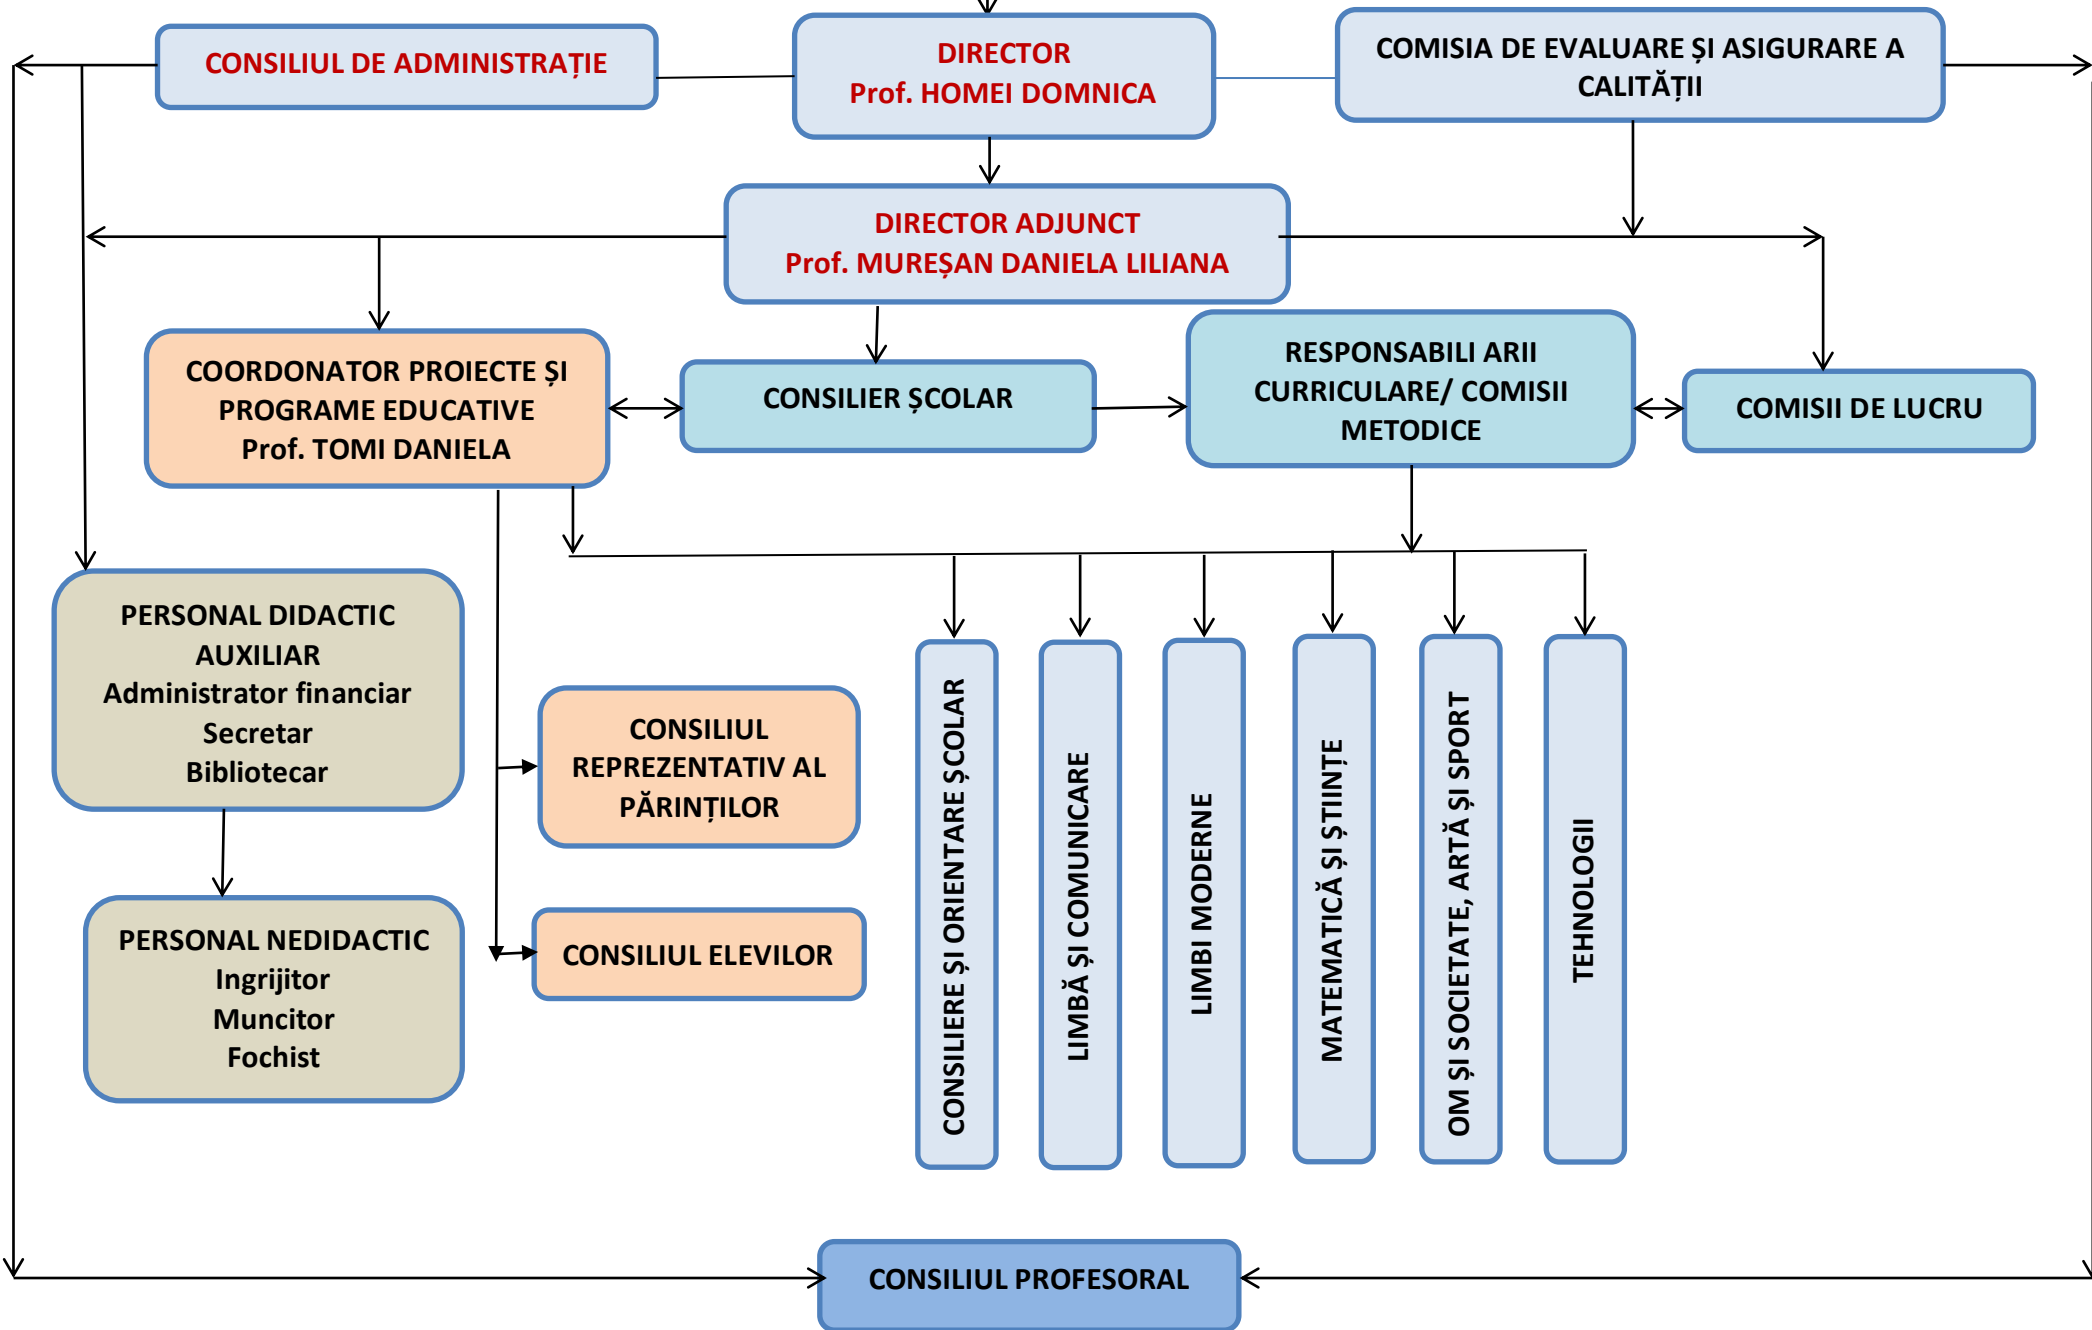 CONSILIUL DE ADMINISTRAȚIE
DIRECTOR
Prof. HOMEI DOMNICA
COMISIA DE EVALUARE ȘI ASIGURARE A
CALITĂȚII
DIRECTOR ADJUNCT
Prof. MUREȘAN DANIELA LILIANA
COORDONATOR PROIECTE ȘI
PROGRAME EDUCATIVE
Prof. TOMI DANIELA
CONSILIER ȘCOLAR
RESPONSABILI ARII
CURRICULARE/ COMISII
METODICE
COMISII DE LUCRU
PERSONAL DIDACTIC
AUXILIAR
Administrator financiar
Secretar
Bibliotecar
CONSILIUL
REPREZENTATIV AL
PĂRINȚILOR
PERSONAL NEDIDACTIC
Ingrijitor
Muncitor
Fochist
CONSILIUL ELEVILOR
CONSILIERE ȘI ORIENTARE ȘCOLAR
LIMBĂ ȘI COMUNICARE
LIMBI MODERNE
MATEMATICĂ ȘI ȘTIINȚE
OM ȘI SOCIETATE, ARTĂ ȘI SPORT
TEHNOLOGII
CONSILIUL PROFESORAL